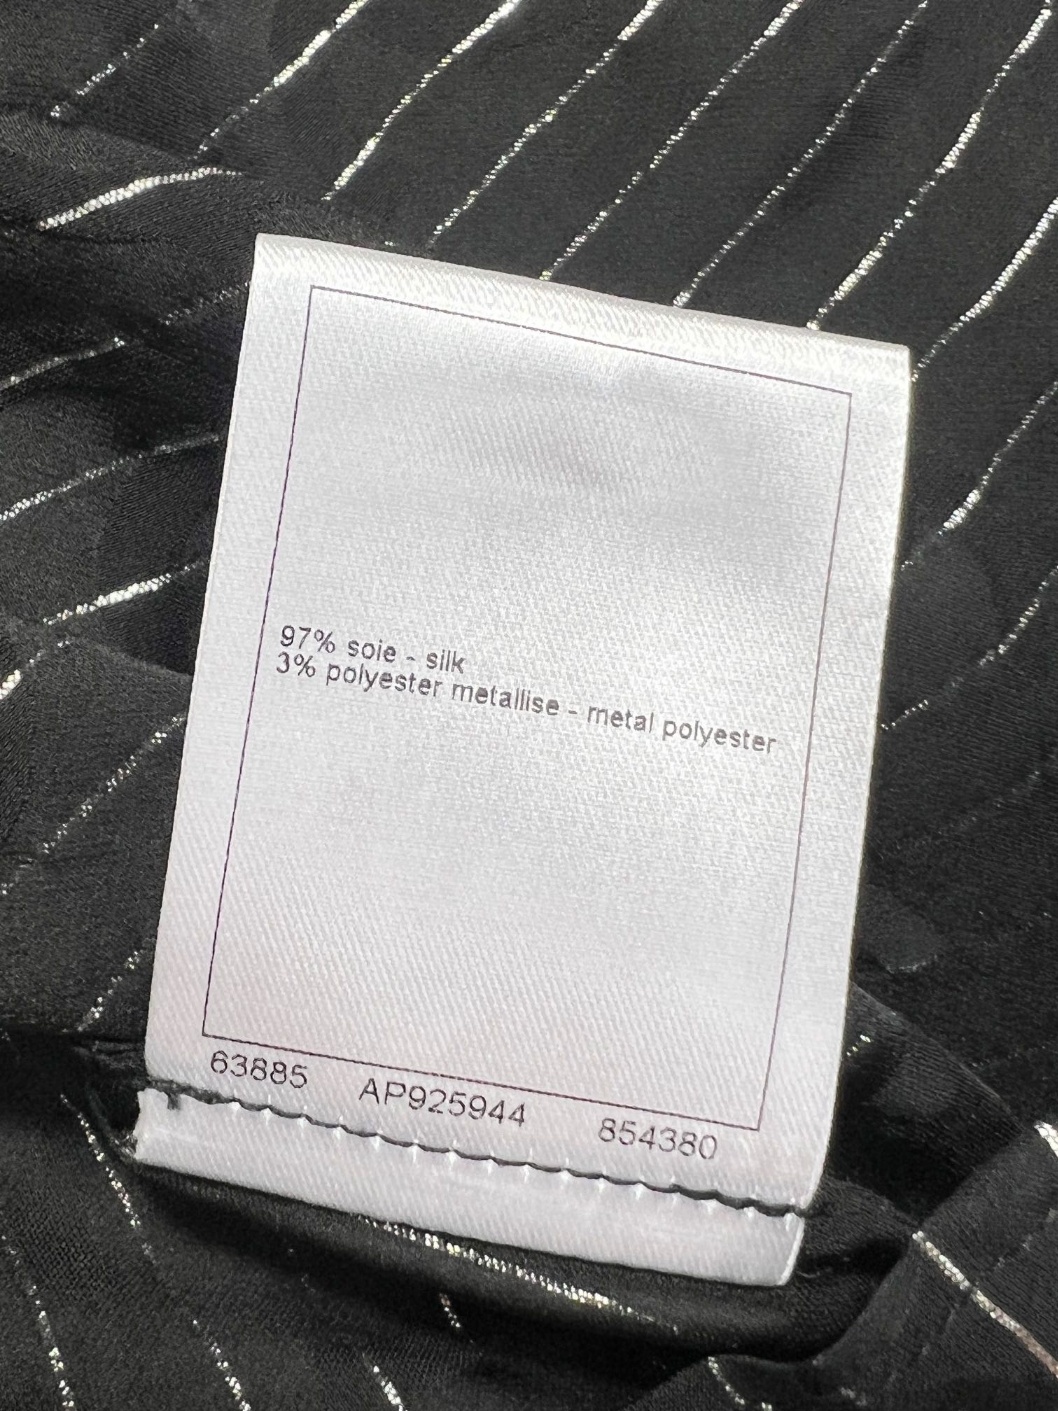 97% soie - silk
3% polyester metallise - metal polyester
63885 AP925944 854380